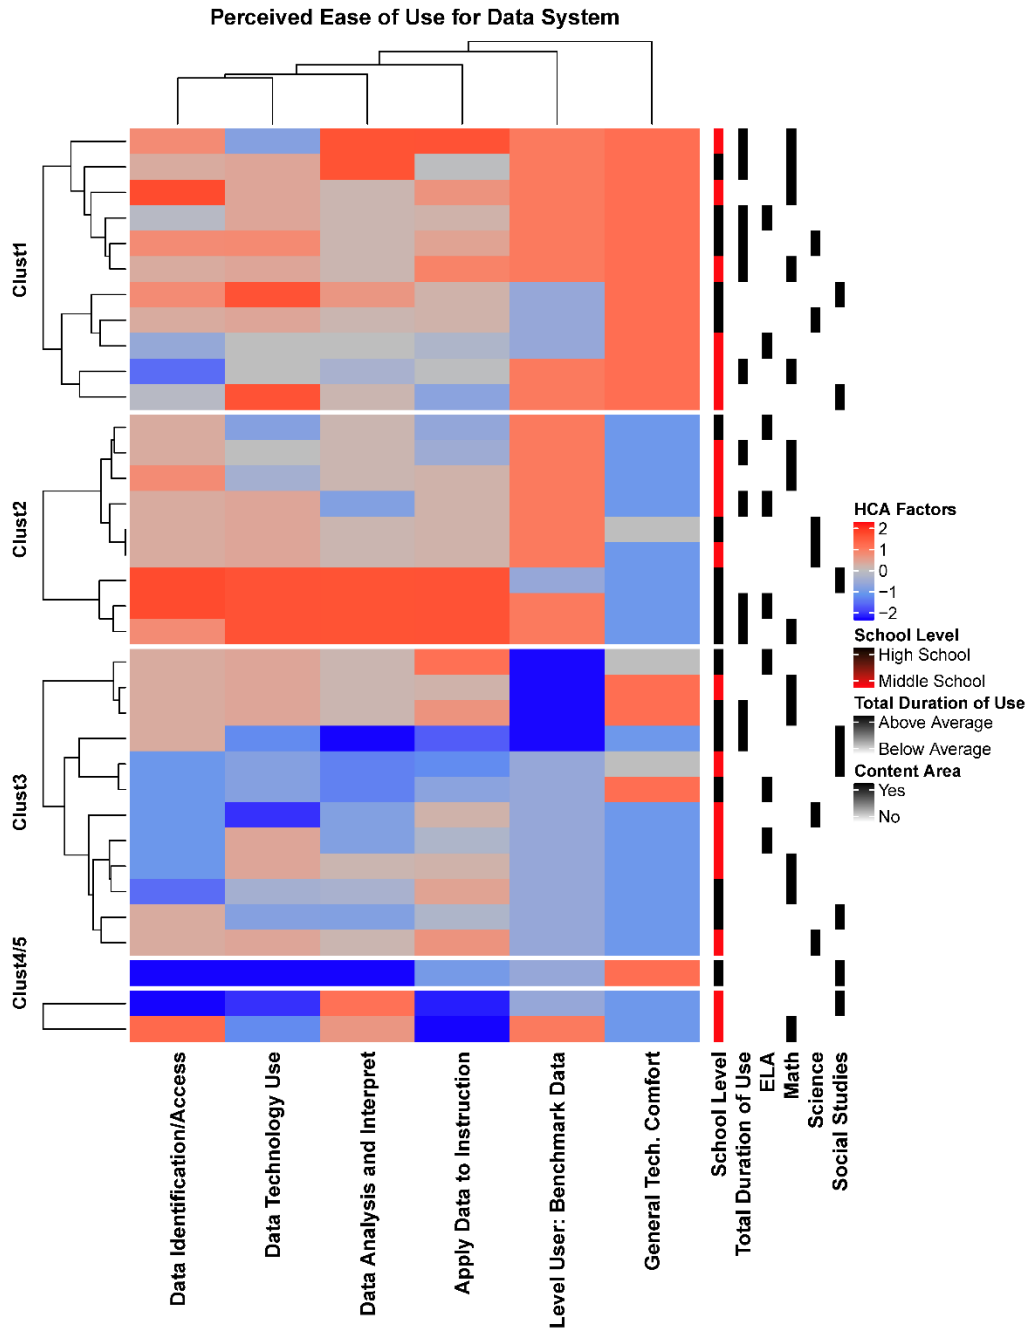 Perceived Ease of Use for Data System
Clust1
Clust2
Clust3
Clust4/5
HCA Factors
2
1
0
−1
−2
School Level
High School
Middle School
Total Duration of Use
Above Average
Below Average
Content Area
Yes
No
Data Identification/Access
Data Technology Use
Data Analysis and Interpret
Apply Data to Instruction
Level User: Benchmark Data
General Tech. Comfort
School Level
Total Duration of Use
ELA
Math
Science
Social Studies